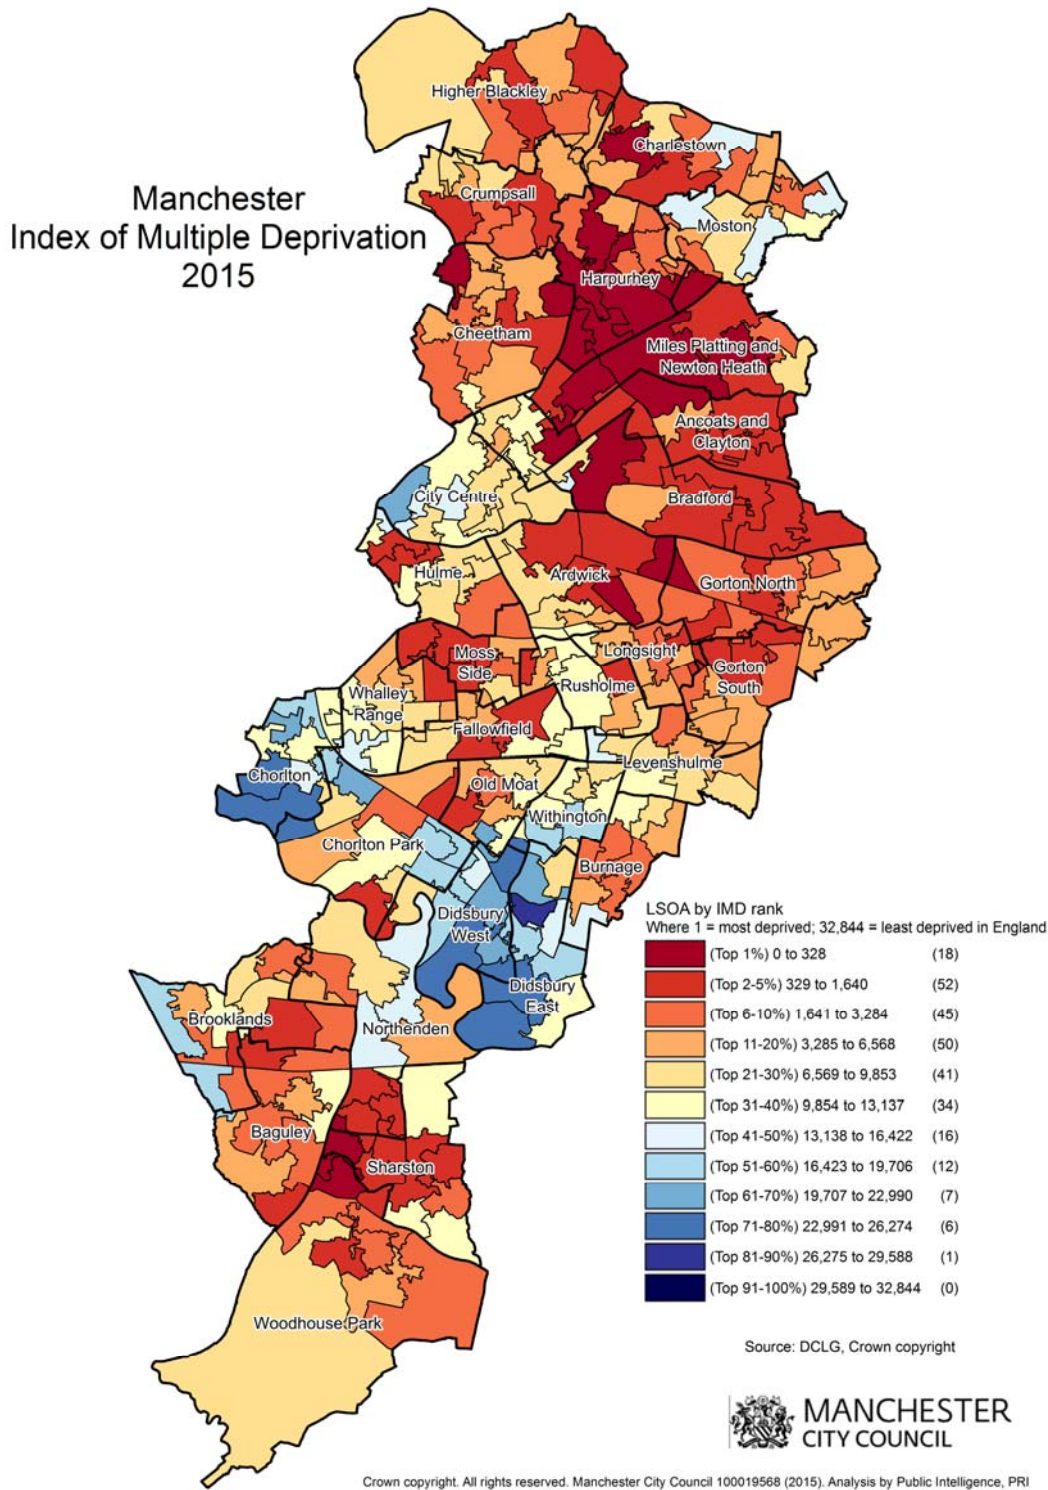 Manchester
Index of Multiple Deprivation
2015
Higher Blackley
Charlestown
Crumpsall
Moston
Harpurhey
Cheetham
Miles Platting and
Newton Heath
Ancoats and
Clayton
City Centre
Bradford
Hulme
Ardwick
Gorton North
Moss
Side
Longsight
Gorton
South
Rusholme
Whalley
Range
Fallowfield
Levenshulme
Chorlton
Old Moat
Withington
Chorlton Park
Burnage
Didsbury
West
Didsbury
East
Brooklands
Northenden
Baguley
Sharston
Woodhouse Park
LSOA by IMD rank
Where 1 = most deprived; 32,844 = least deprived in England
(Top 1%) 0 to 328 (18)
(Top 2-5%) 329 to 1,640 (52)
(Top 6-10%) 1,641 to 3,284 (45)
(Top 11-20%) 3,285 to 6,568 (50)
(Top 21-30%) 6,569 to 9,853 (41)
(Top 31-40%) 9,854 to 13,137 (34)
(Top 41-50%) 13,138 to 16,422 (16)
(Top 51-60%) 16,423 to 19,706 (12)
(Top 61-70%) 19,707 to 22,990 (7)
(Top 71-80%) 22,991 to 26,274 (6)
(Top 81-90%) 26,275 to 29,588 (1)
(Top 91-100%) 29,589 to 32,844 (0)
Source: DCLG, Crown copyright
MANCHESTER
CITY COUNCIL
Crown copyright. All rights reserved. Manchester City Council 100019568 (2015). Analysis by Public Intelligence, PRI